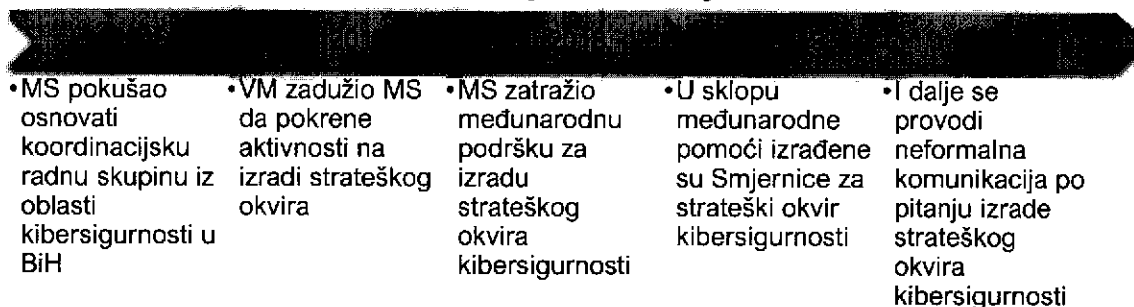 •MS pokušao
osnovati
koordinacijsku
radnu skupinu iz
oblasti
kibersigurnosti u
BiH
•VM zadužio MS
da pokrene
aktivnosti na
izradi strateškog
okvira
•MS zatražio
međunarodnu
podršku za
izradu
strateškog
okvira
kibersigurnosti
•U sklopu
međunarodne
pomoći izrađene
su Smjernice za
strateški okvir
kibersigurnosti
•I dalje se
provodi
neformalna
komunikacija po
pitanju izrade
strateškog
okvira
kibersigurnosti